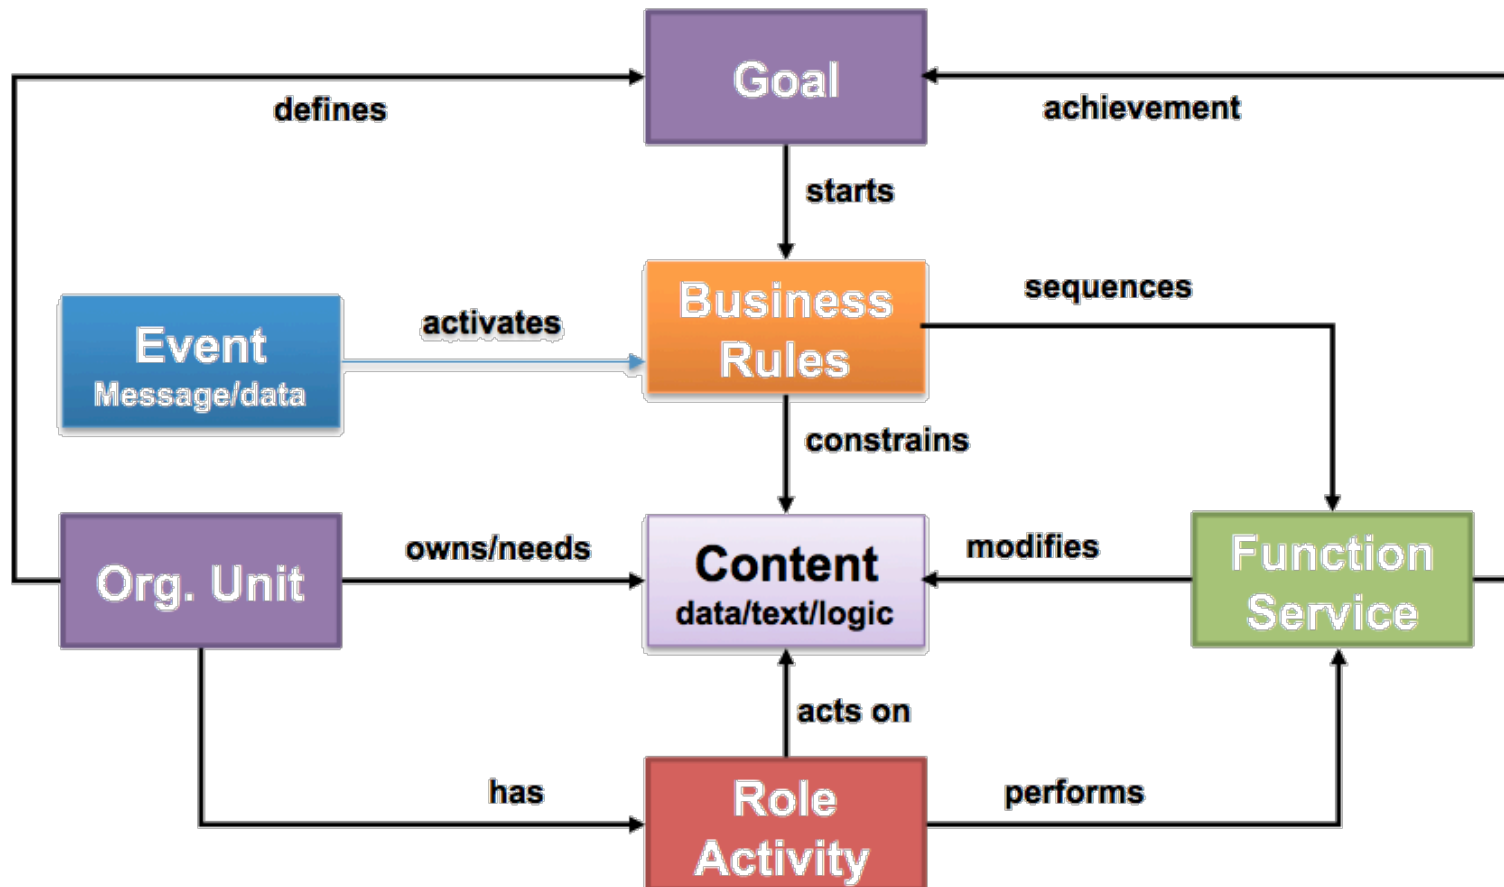 Goal
defines
achievement
starts
Business
Rules
sequences
Event
Message/data
activates
constrains
Org. Unit
owns/needs
Content
data/text/logic
modifies
Function
Service
acts on
has
Role
Activity
performs